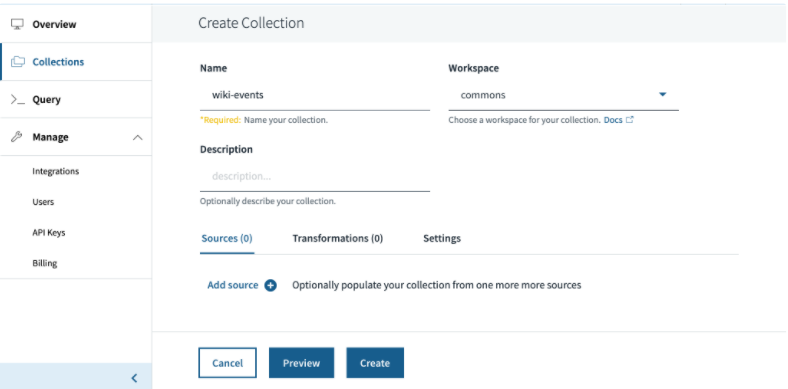 Overview
Collections
Query
Manage
Integrations
Users
API Keys
Billing
Create Collection
Name
Workspace
wiki-events
commons
*Required: Name your collection.
Choose a workspace for your collection. Docs
Description
description...
Optionally describe your collection.
Sources (0) Transformations (0) Settings
Add source Optionally populate your collection from one more more sources
Cancel Preview Create